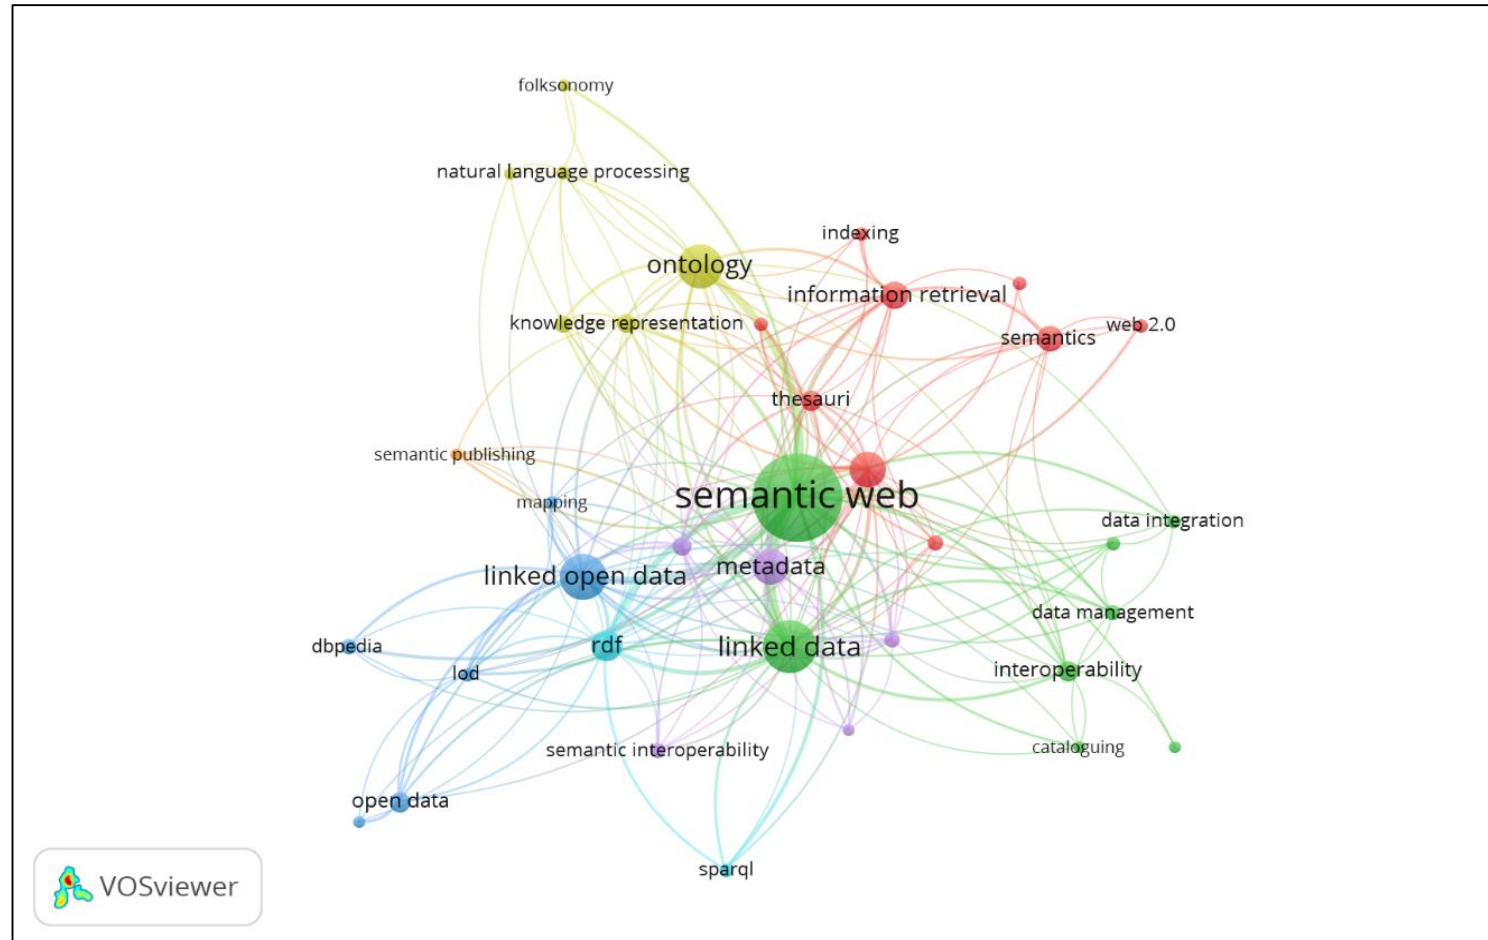 folksonomy
natural language processing
indexing
ontology
information retrieval
knowledge representation
web 2.0
semantics
thesauri
semantic publishing
semantic web
mapping
data integration
metadata
linked open data
data management
dbpedia
rdf
linked data
lod
interoperability
semantic interoperability
cataloguing
open data
sparql
VOSviewer